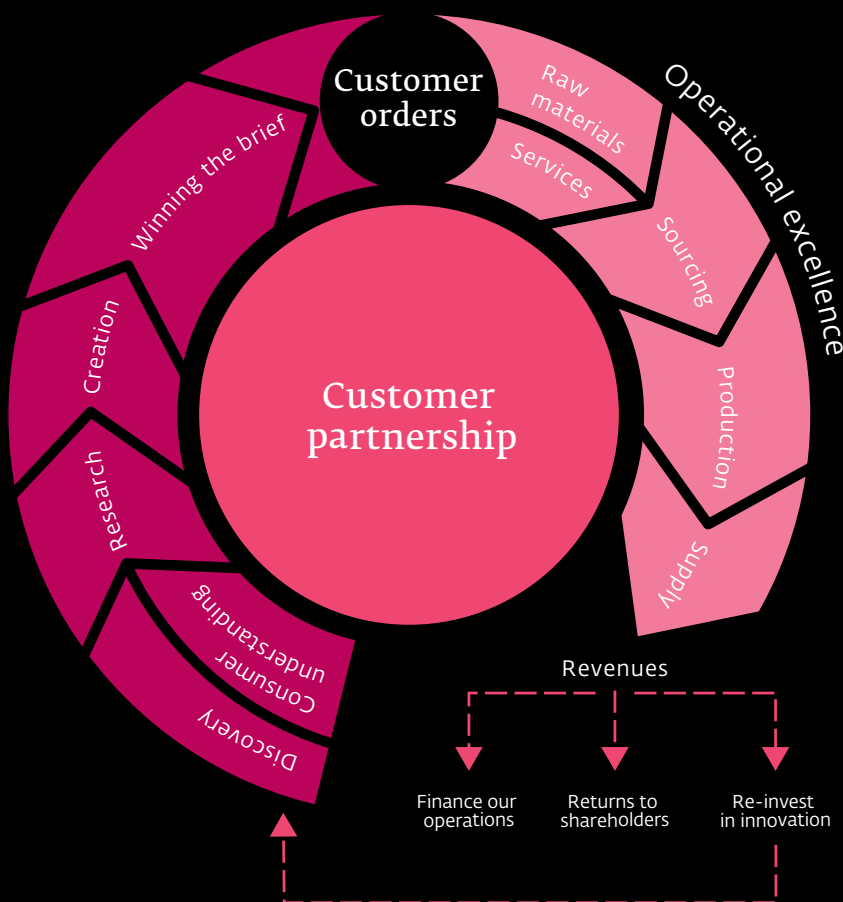 Customer
orders
Raw
materials
Services
Operational excellence
Sourcing
Production
Supply
Winning the brief
Creation
Research
Consumer
understanding
Discovery
Customer
partnership
Revenues
Finance our
operations
Returns to
shareholders
Re-invest
in innovation